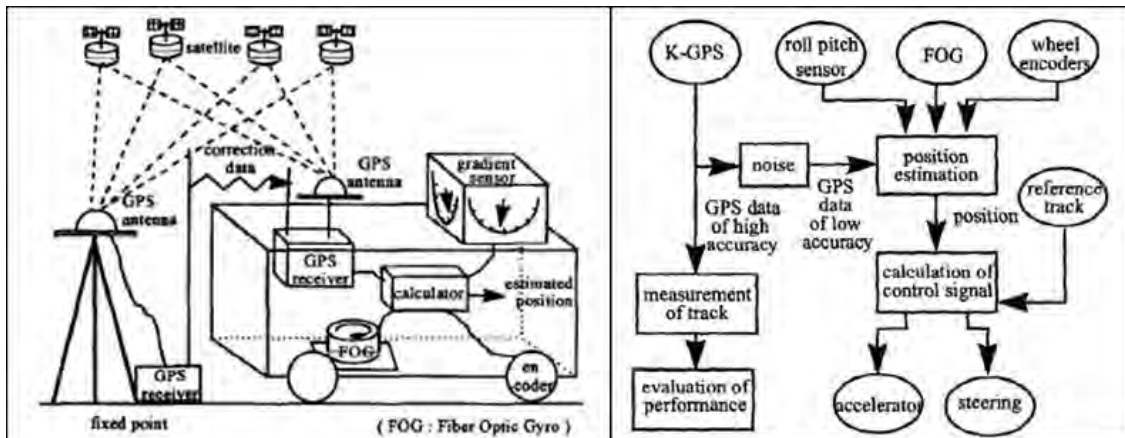 satellite
correction
data
GPS
antenna
gradient
sensor
GPS
antenna
GPS
receiver
calculator
estimated
position
FOG
GPS
receiver
en
-coder
fixed point
( FOG : Fiber Optic Gyro )
K-GPS
roll pitch
sensor
FOG
wheel
encoders
noise
position
estimation
GPS data
of high
accuracy
GPS
data
of low
accuracy
position
reference
track
measurement
of track
calculation of
control signal
evaluation of
performance
accelerator
steering